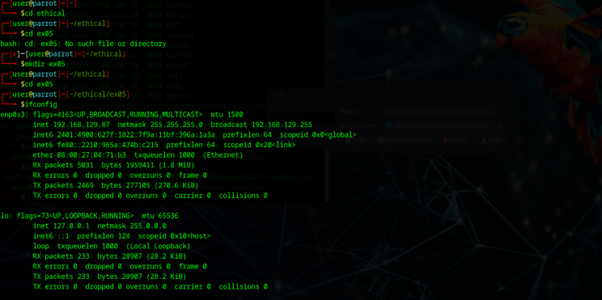 ┌─[user@parrot]─[~]
└──╼ $cd ethical
┌─[user@parrot]─[~/ethical]
└──╼ $cd ex05
bash: cd: ex05: No such file or directory
┌─[✗]─[user@parrot]─[~/ethical]
└──╼ $mkdir ex05
┌─[user@parrot]─[~/ethical]
└──╼ $cd ex05
┌─[user@parrot]─[~/ethical/ex05]
└──╼ $ifconfig
enp0s3: flags=4163<UP,BROADCAST,RUNNING,MULTICAST> mtu 1500
inet 192.168.129.87 netmask 255.255.255.0 broadcast 192.168.129.255
inet6 2401:4900:627f:1822:7f9a:11bf:396a:1a3a prefixlen 64 scopeid 0x0<global>
inet6 fe80::2210:965a:474b:c215 prefixlen 64 scopeid 0x20<link>
ether 08:00:27:04:71:b3 txqueuelen 1000 (Ethernet)
RX packets 5031 bytes 1959411 (1.8 MiB)
RX errors 0 dropped 0 overruns 0 frame 0
TX packets 2469 bytes 277105 (270.6 KiB)
TX errors 0 dropped 0 overruns 0 carrier 0 collisions 0
lo: flags=73<UP,LOOPBACK,RUNNING> mtu 65536
inet 127.0.0.1 netmask 255.0.0.0
inet6 ::1 prefixlen 128 scopeid 0x10<host>
loop txqueuelen 1000 (Local Loopback)
RX packets 233 bytes 28907 (28.2 KiB)
RX errors 0 dropped 0 overruns 0 frame 0
TX packets 233 bytes 28907 (28.2 KiB)
TX errors 0 dropped 0 overruns 0 carrier 0 collisions 0